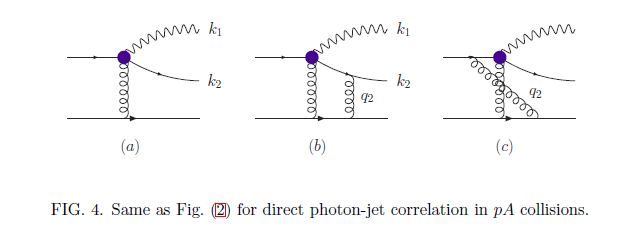 k₁ k₁
k₂ k₂
q₂ q₂
(a) (b) (c)
FIG. 4. Same as Fig. (2) for direct photon-jet correlation in pA collisions.